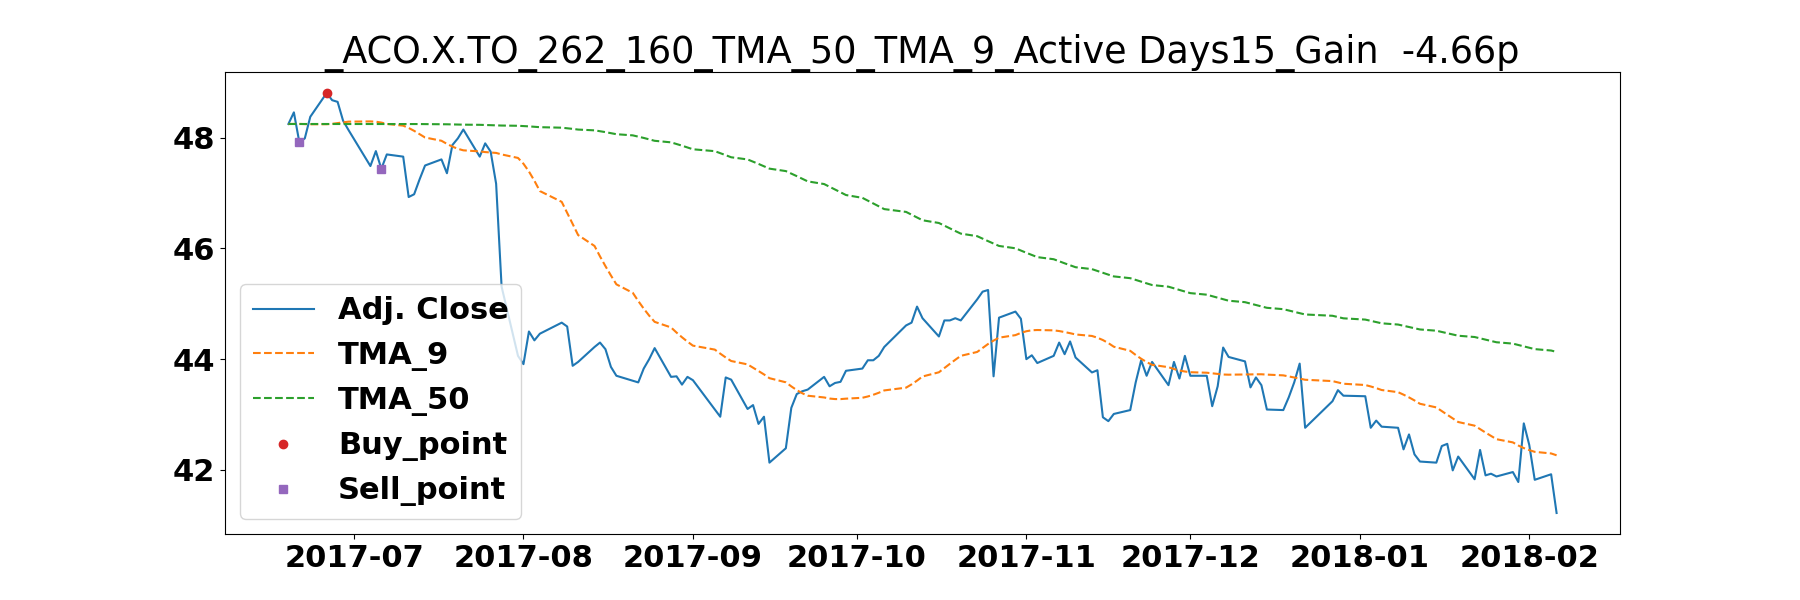 _ACO.X.TO_262_160_TMA_50_TMA_9_Active Days15_Gain  -4.66p
48
46
44
42
Adj. Close
TMA_9
TMA_50
Buy_point
Sell_point
2017-07 2017-08 2017-09 2017-10 2017-11 2017-12 2018-01 2018-02